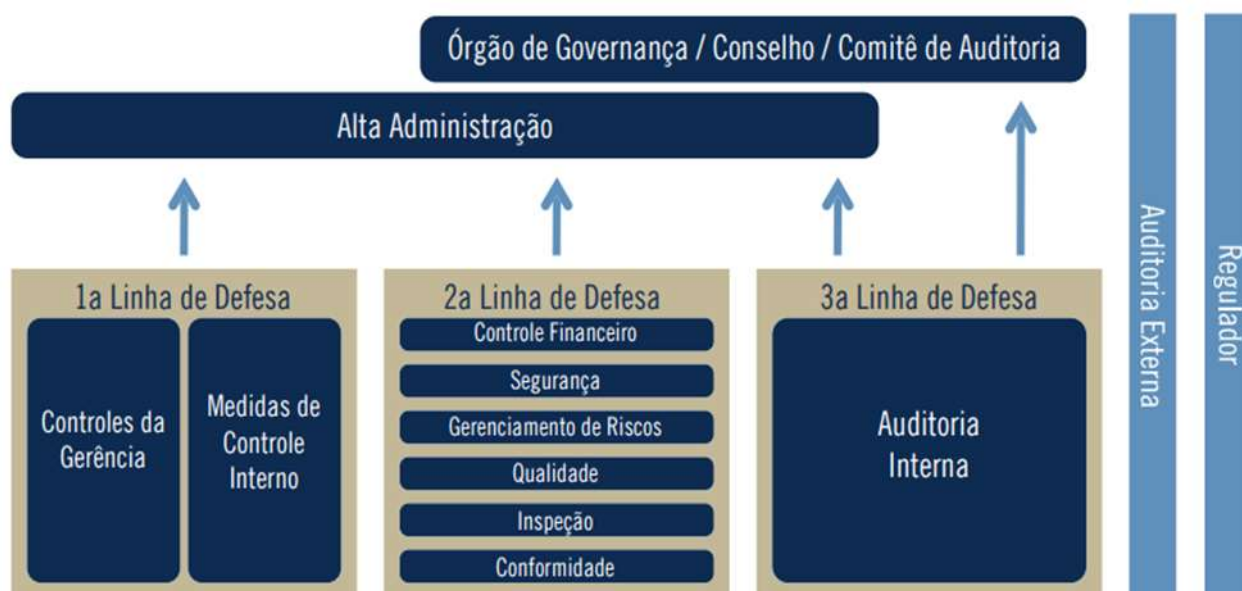 Órgão de Governança / Conselho / Comitê de Auditoria
Alta Administração
1a Linha de Defesa
Controles da
Gerência
Medidas de
Controle
Interno
2a Linha de Defesa
Controle Financeiro
Segurança
Gerenciamento de Riscos
Qualidade
Inspeção
Conformidade
3a Linha de Defesa
Auditoria
Interna
Auditoria Externa
Regulador